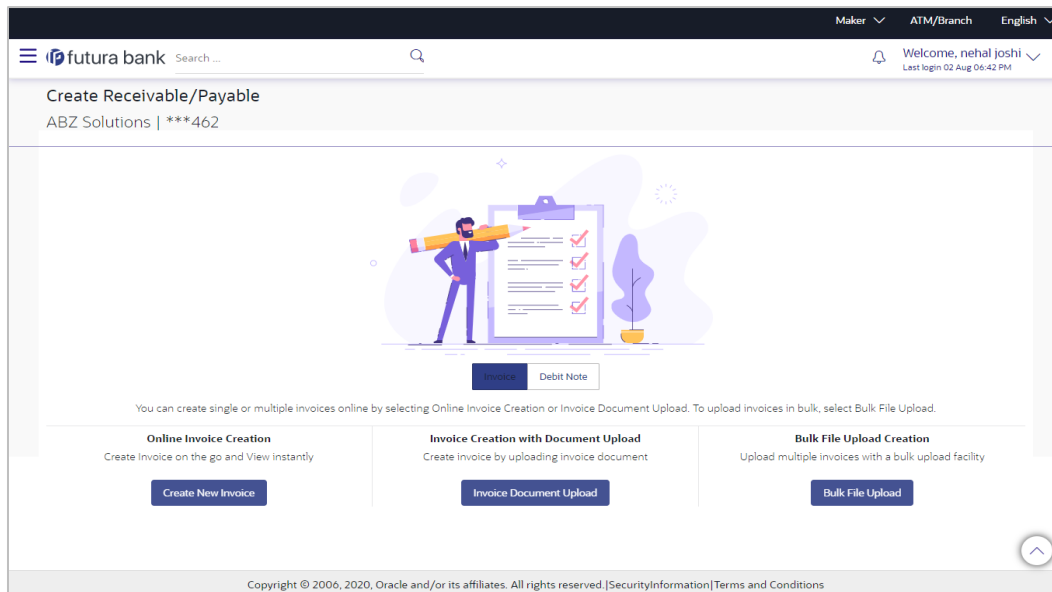 Maker ATM/Branch English
futura bank Search ... Welcome, nehal joshi
Last login 02 Aug 06:42 PM
Create Receivable/Payable
ABZ Solutions | ***462
Invoice Debit Note
You can create single or multiple invoices online by selecting Online Invoice Creation or Invoice Document Upload. To upload invoices in bulk, select Bulk File Upload.
Online Invoice Creation Invoice Creation with Document Upload Bulk File Upload Creation
Create Invoice on the go and View instantly Create invoice by uploading invoice document Upload multiple invoices with a bulk upload facility
Create New Invoice Invoice Document Upload Bulk File Upload
Copyright © 2006, 2020, Oracle and/or its affiliates. All rights reserved.|SecurityInformation|Terms and Conditions